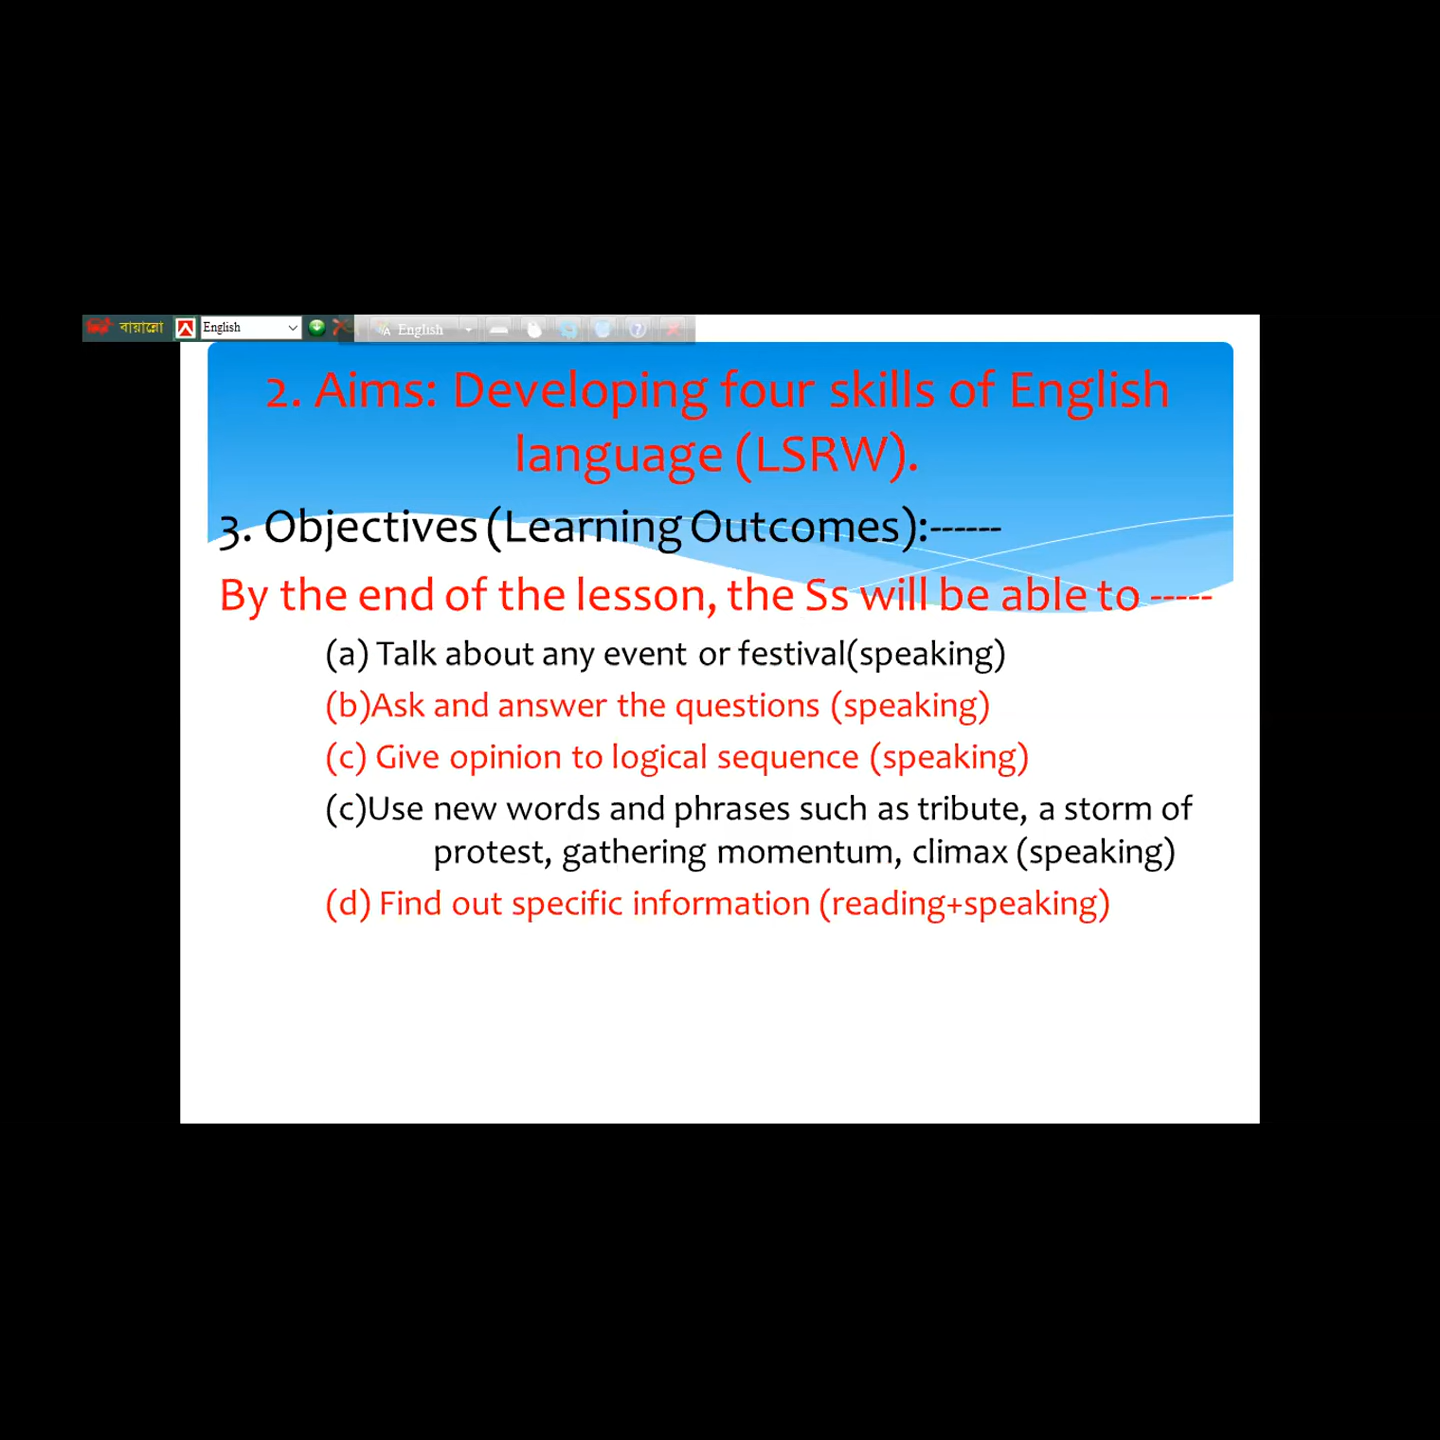 বায়ান্নো English English
2. Aims: Developing four skills of English
language (LSRW).
3. Objectives (Learning Outcomes):------
By the end of the lesson, the Ss will be able to -----
(a) Talk about any event or festival(speaking)
(b)Ask and answer the questions (speaking)
(c) Give opinion to logical sequence (speaking)
(c)Use new words and phrases such as tribute, a storm of
protest, gathering momentum, climax (speaking)
(d) Find out specific information (reading+speaking)